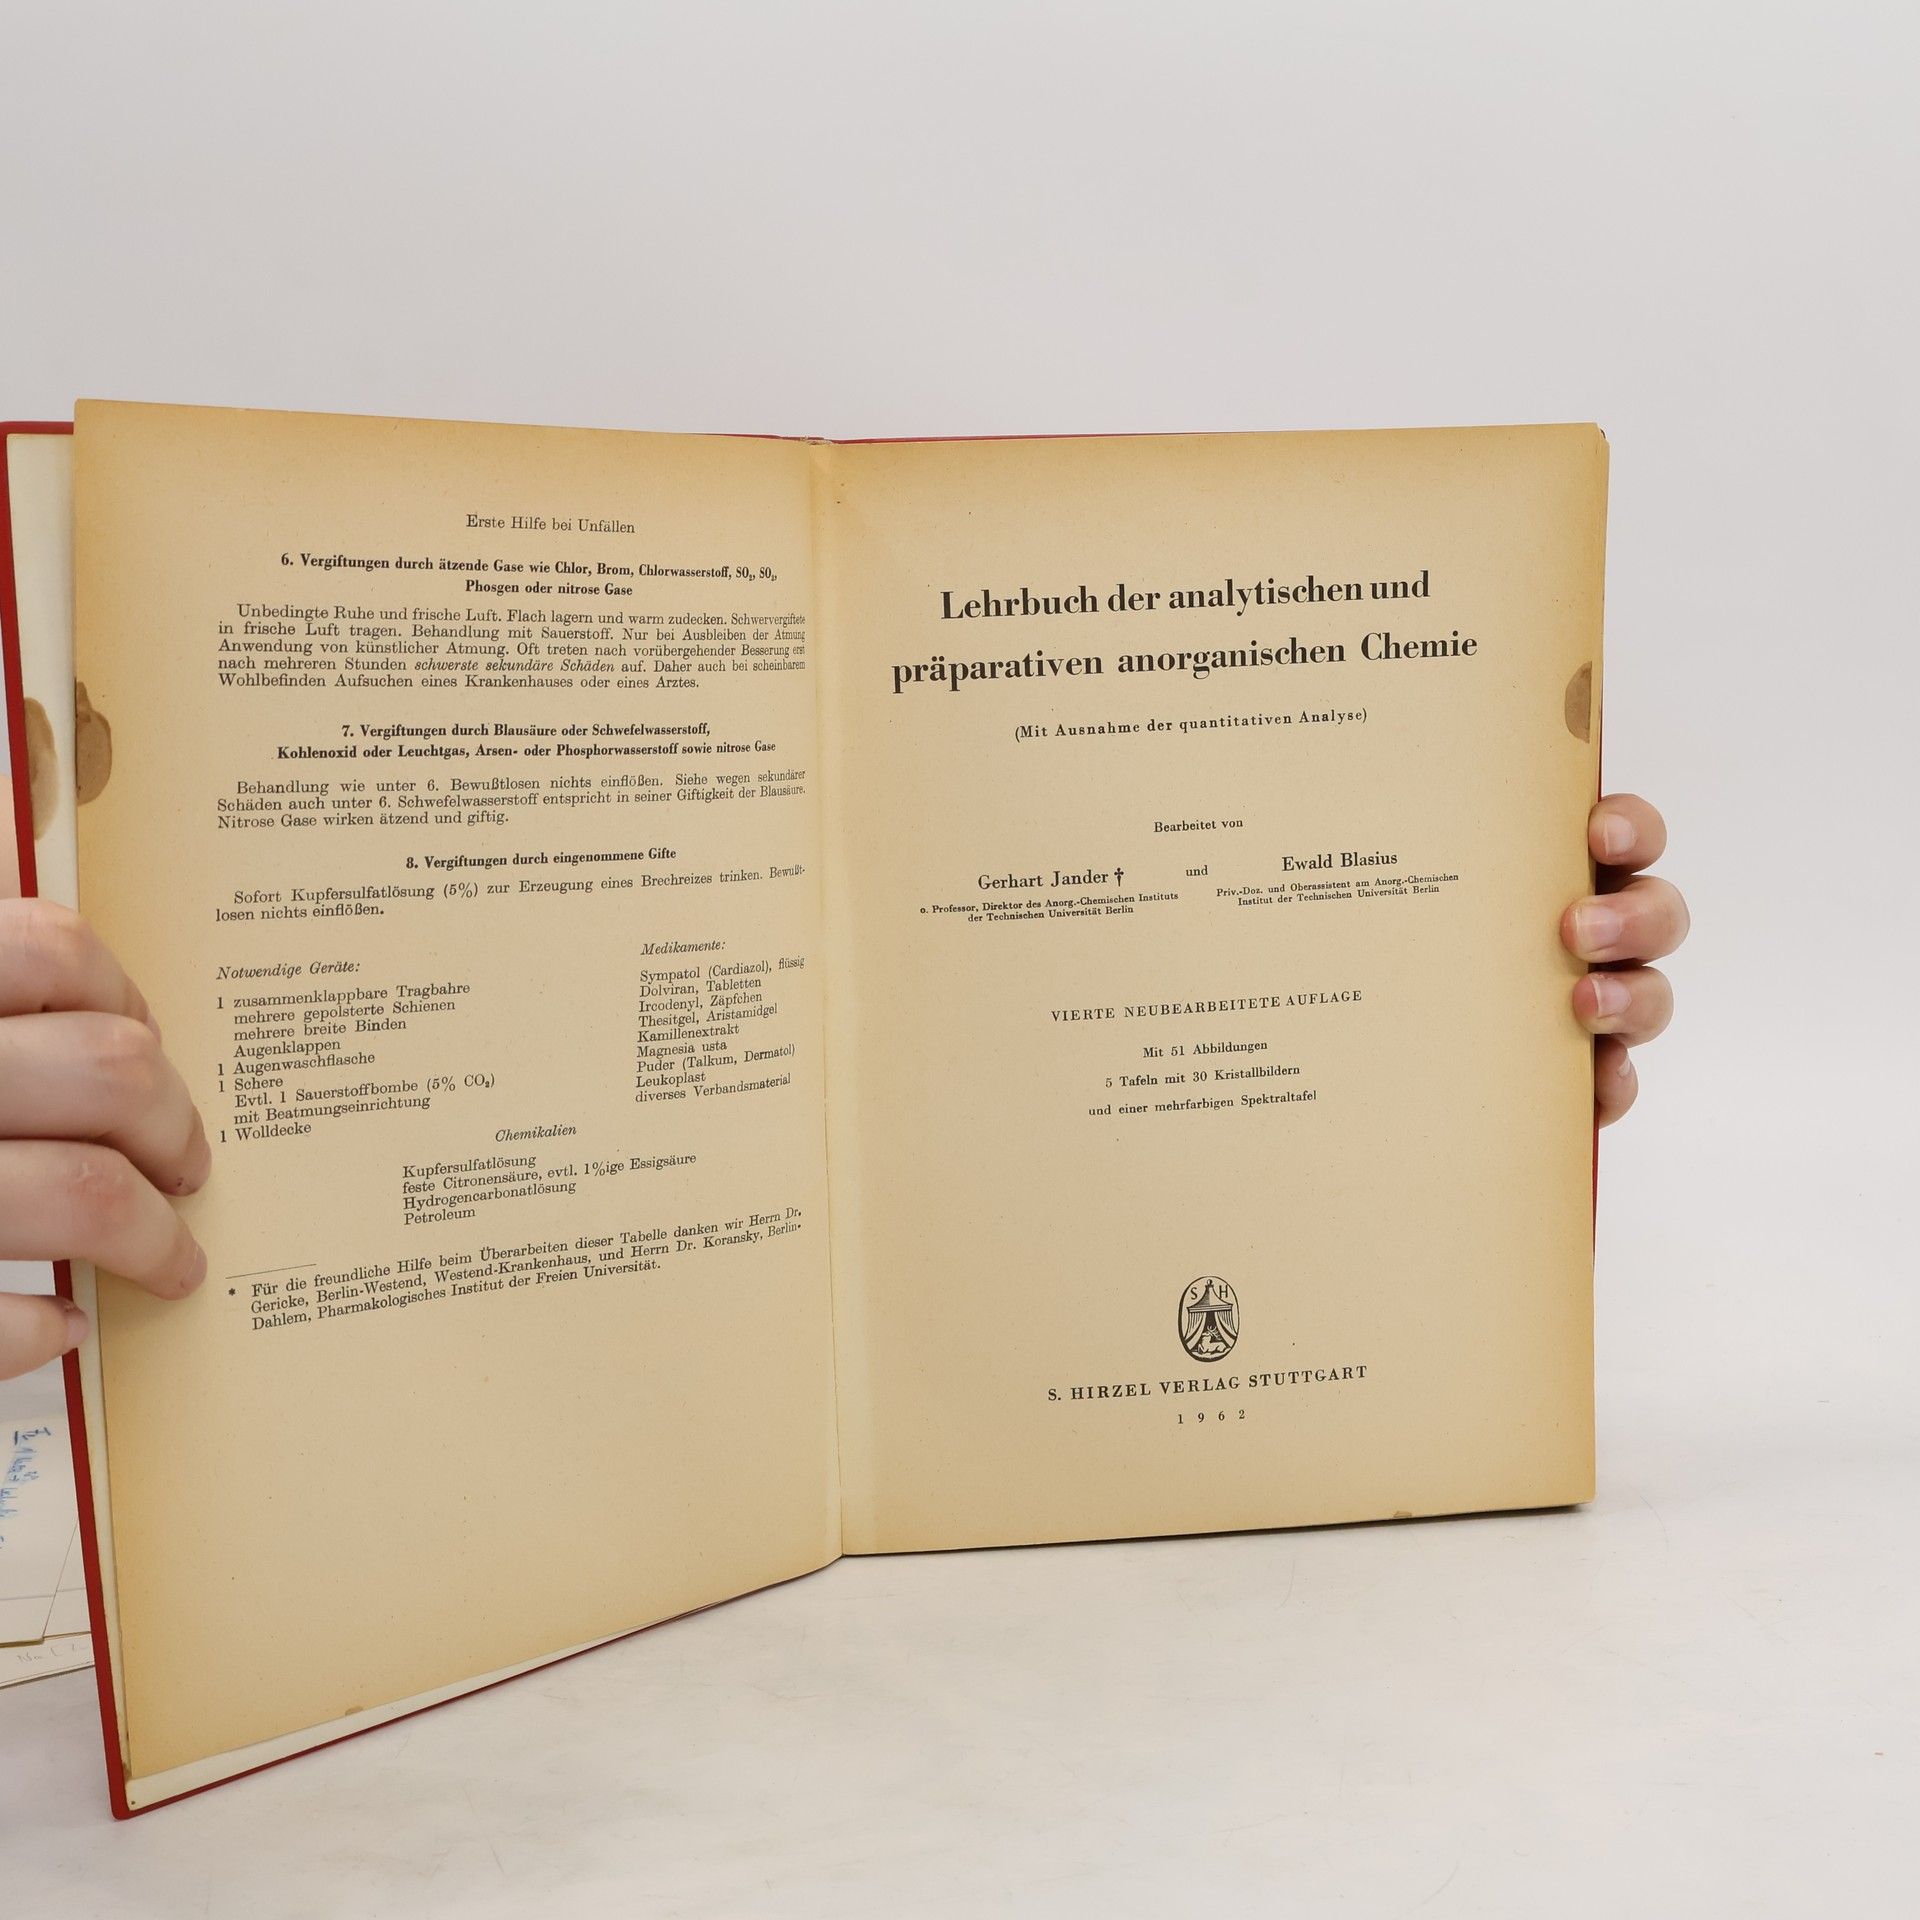 Erste Hilfe bei Unfällen
6. Vergiftungen durch ätzende Gase wie Chlor, Brom, Chlorwasserstoff, SO₂, SO₃,
Phosgen oder nitrose Gase
Unbedingte Ruhe und frische Luft. Flach lagern und warm zudecken. Schwervergiftete
in frische Luft tragen. Behandlung mit Sauerstoff. Nur bei Ausbleiben der Atmung
Anwendung von künstlicher Atmung. Oft treten nach vorübergehender Besserung erst
nach mehreren Stunden schwerste sekundäre Schäden auf. Daher auch bei scheinbarem
Wohlbefinden Aufsuchen eines Krankenhauses oder eines Arztes.
7. Vergiftungen durch Blausäure oder Schwefelwasserstoff,
Kohlenoxid oder Leuchtgas, Arsen- oder Phosphorwasserstoff sowie nitrose Gase
Behandlung wie unter 6. Bewußtlosen nichts einflößen. Siehe wegen sekundärer
Schäden auch unter 6. Schwefelwasserstoff entspricht in seiner Giftigkeit der Blausäure.
Nitrose Gase wirken ätzend und giftig.
8. Vergiftungen durch eingenommene Gifte
Sofort Kupfersulfatlösung (5%) zur Erzeugung eines Brechreizes trinken. Bewußt-
losen nichts einflößen.
Notwendige Geräte:
1 zusammenklappbare Tragbahre
mehrere gepolsterte Schienen
mehrere breite Binden
Augenklappen
1 Augenwaschflasche
1 Schere
Evtl. 1 Sauerstoffbombe (5% CO₂)
mit Beatmungseinrichtung
1 Wolldecke
Medikamente:
Sympatol (Cardiazol), flüssig
Dolviran, Tabletten
Ircodenyl, Zäpfchen
Thesitgel, Aristamidgel
Kamillenextrakt
Magnesia usta
Puder (Talkum, Dermatol)
Leukoplast
diverses Verbandsmaterial
Chemikalien
Kupfersulfatlösung
feste Citronensäure, evtl. 1%ige Essigsäure
Hydrogencarbonatlösung
Petroleum
* Für die freundliche Hilfe beim Überarbeiten dieser Tabelle danken wir Herrn Dr.
Gericke, Berlin-Westend, Westend-Krankenhaus, und Herrn Dr. Koransky, Berlin-
Dahlem, Pharmakologisches Institut der Freien Universität.
Lehrbuch der analytischen und
präparativen anorganischen Chemie
(Mit Ausnahme der quantitativen Analyse)
Bearbeitet von
Gerhart Jander † und Ewald Blasius
o. Professor, Direktor des Anorg.-Chemischen Instituts
der Technischen Universität Berlin
Priv.-Doz. und Oberassistent am Anorg.-Chemischen
Institut der Technischen Universität Berlin
VIERTE NEUBEARBEITETE AUFLAGE
Mit 51 Abbildungen
5 Tafeln mit 30 Kristallbildern
und einer mehrfarbigen Spektraltafel
S H
S. HIRZEL VERLAG STUTTGART
1962